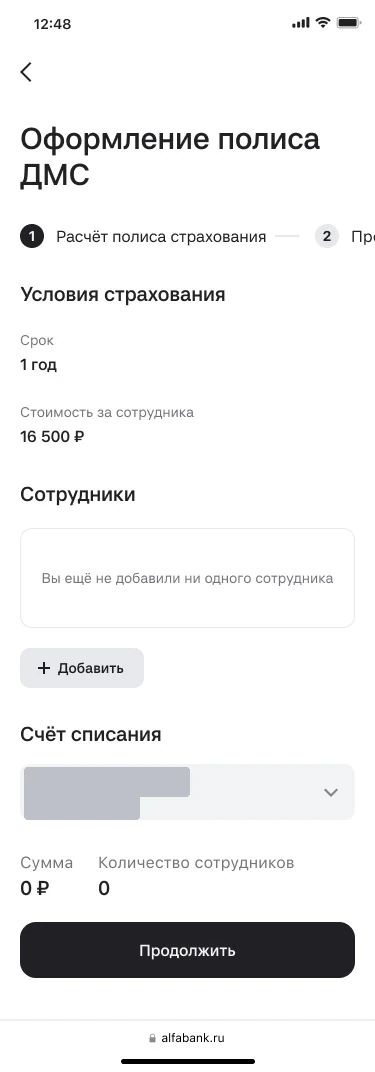 12:48
Оформление полиса
ДМС
1 Расчёт полиса страхования 2
Условия страхования
Срок
1 год
Стоимость за сотрудника
16 500 ₽
Сотрудники
Вы ещё не добавили ни одного сотрудника
+ Добавить
Счёт списания
Сумма Количество сотрудников
0 ₽ 0
Продолжить
alfabank.ru